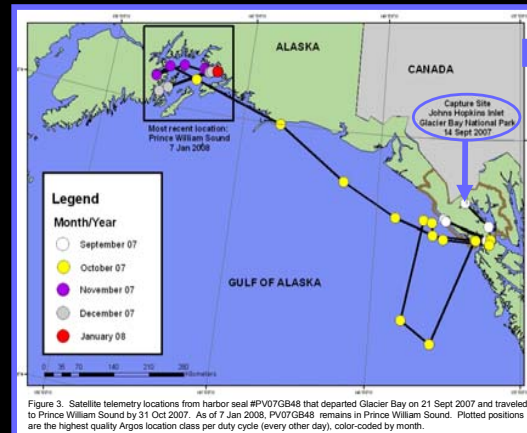 ALASKA
CANADA
Capture Site
Johns Hopkins Inlet
Glacier Bay National Park
14 Sept 2007
Most recent location:
Prince William Sound
7 Jan 2008
Legend
Month/Year
September 07
October 07
November 07
December 07
January 08
GULF OF ALASKA
0 35 70 140 210 280
Kilometers
Figure 3. Satellite telemetry locations from harbor seal #PV07GB48 that departed Glacier Bay on 21 Sept 2007 and traveled
to Prince William Sound by 31 Oct 2007. As of 7 Jan 2008, PV07GB48 remains in Prince William Sound. Plotted positions
are the highest quality Argos location class per duty cycle (every other day), color-coded by month.